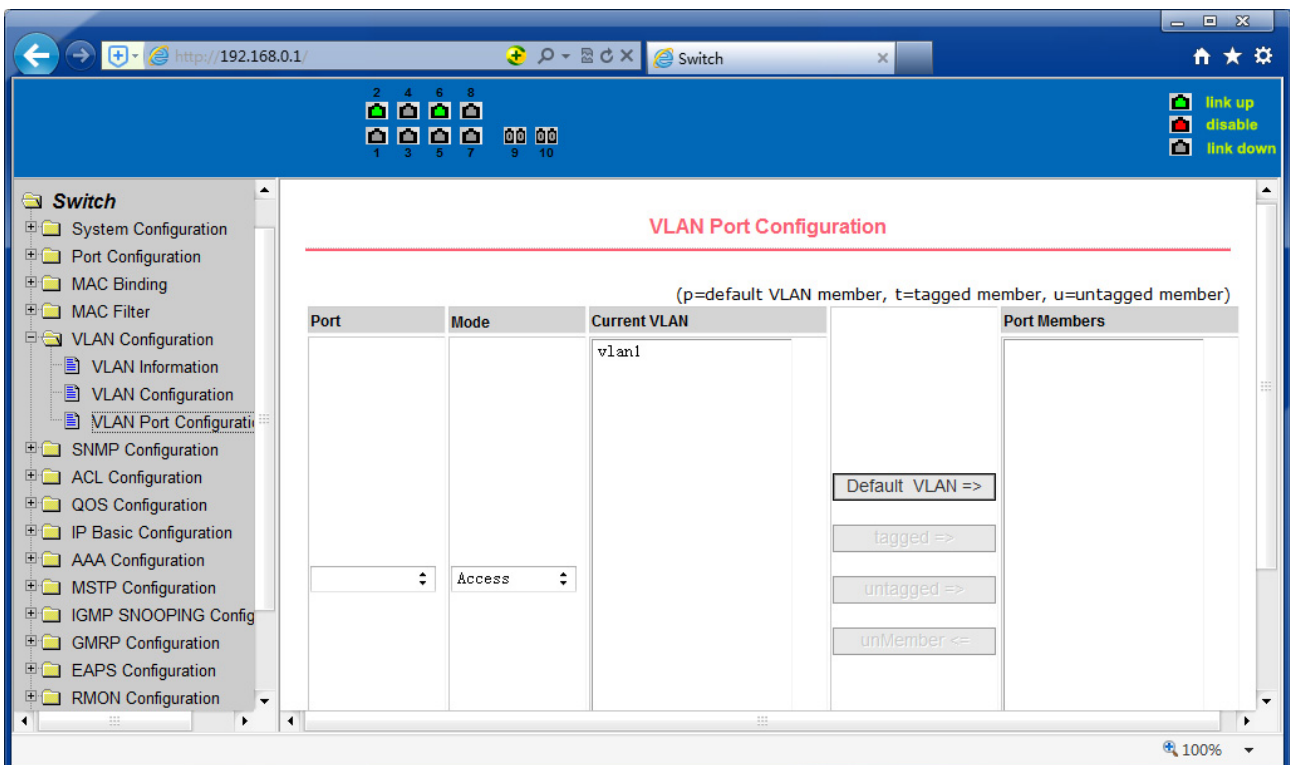 http://192.168.0.1/
Switch
2 4 6 8
1 3 5 7 9 10
link up
disable
link down
Switch
System Configuration
Port Configuration
MAC Binding
MAC Filter
VLAN Configuration
VLAN Information
VLAN Configuration
VLAN Port Configuratio
SNMP Configuration
ACL Configuration
QOS Configuration
IP Basic Configuration
AAA Configuration
MSTP Configuration
IGMP SNOOPING Config
GMRP Configuration
EAPS Configuration
RMON Configuration
VLAN Port Configuration
(p=default VLAN member, t=tagged member, u=untagged member)
Port Mode Current VLAN Port Members
vlan1
Default VLAN =>
tagged =>
Access
untagged =>
unMember <=
100%